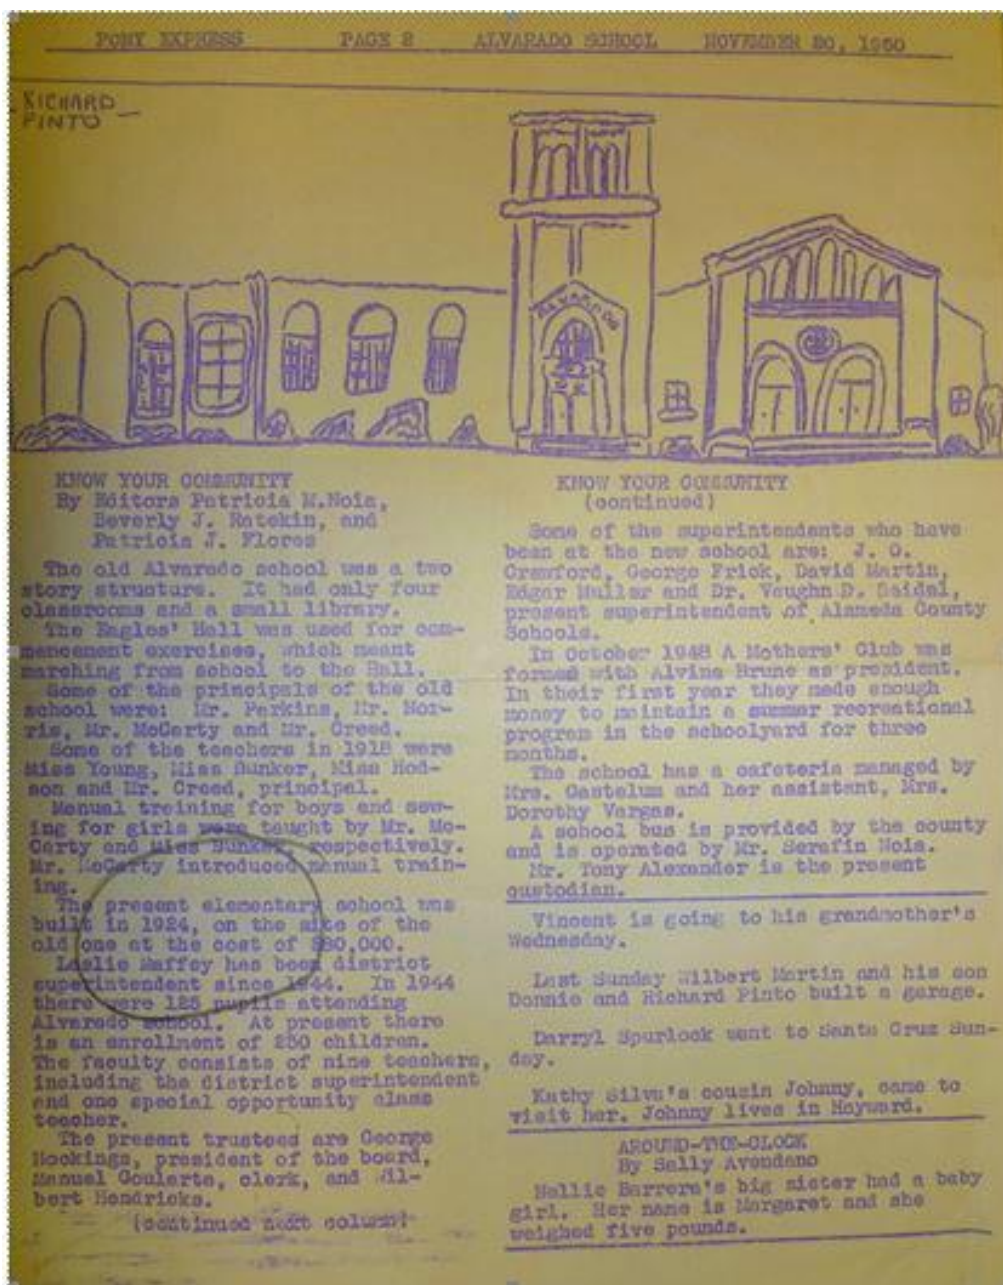 PONY EXPRESS PAGE 2 ALVARADO SCHOOL NOVEMBER 20, 1950
RICHARD
PINTO
ALVARADO
KNOW YOUR COMMUNITY
By Editors Patricia M.Noia,
Beverly J. Ratekin, and
Patricia J. Flores
The old Alvarado school was a two
story structure. It had only four
classrooms and a small library.
The Eagles' Hall was used for com-
mencement exercises, which meant
marching from school to the Hall.
Some of the principals of the old
school were: Mr. Perkins, Mr. Nor-
ris, Mr. McCarty and Mr. Creed.
Some of the teachers in 1918 were
Miss Young, Miss Bunker, Miss Hod-
son and Mr. Creed, principal.
Manual training for boys and sew-
ing for girls were taught by Mr. Mc-
Carty and Miss Bunker, respectively.
Mr. McCarty introduced manual train-
ing.
The present elementary school was
built in 1924, on the site of the
old one at the cost of $80,000.
Leslie Maffey has been district
superintendent since 1944. In 1944
there were 125 pupils attending
Alvarado school. At present there
is an enrollment of 250 children.
The faculty consists of nine teachers,
including the district superintendent
and one special opportunity class
teacher.
The present trustees are George
Hockings, president of the board,
Manuel Goularte, clerk, and Wil-
bert Hendricks.
(continued next column)
KNOW YOUR COMMUNITY
(continued)
Some of the superintendents who have
been at the new school are: J. O.
Crawford, George Frick, David Martin,
Edgar Muller and Dr. Vaughn D. Seidel,
present superintendent of Alameda County
Schools.
In October 1948 A Mothers' Club was
formed with Alvina Brune as president.
In their first year they made enough
money to maintain a summer recreational
program in the schoolyard for three
months.
The school has a cafeteria managed by
Mrs. Castelum and her assistant, Mrs.
Dorothy Vargas.
A school bus is provided by the county
and is operated by Mr. Serafin Nois.
Mr. Tony Alexander is the present
custodian.
Vincent is going to his grandmother's
Wednesday.
Last Sunday Wilbert Martin and his son
Donnie and Richard Pinto built a garage.
Darryl Spurlock went to Santa Cruz Sun-
day.
Kathy Silva's cousin Johnny, came to
visit her. Johnny lives in Hayward.
AROUND-THE-CLOCK
By Sally Avendano
Nellie Barrera's big sister had a baby
girl. Her name is Margaret and she
weighed five pounds.